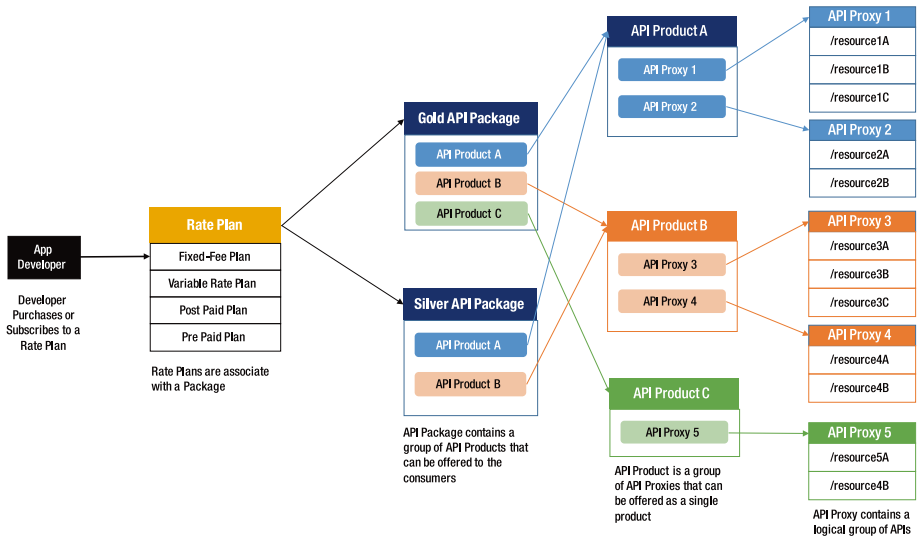 App
Developer
Developer
Purchases or
Subscribes to a
Rate Plan
Rate Plan
Fixed-Fee Plan
Variable Rate Plan
Post Paid Plan
Pre Paid Plan
Rate Plans are associate
with a Package
Gold API Package
API Product A
API Product B
API Product C
Silver API Package
API Product A
API Product B
API Package contains a
group of API Products that
can be offered to the
consumers
API Product A
API Proxy 1
API Proxy 2
API Product B
API Proxy 3
API Proxy 4
API Product C
API Proxy 5
API Product is a group
of API Proxies that can
be offered as a single
product
API Proxy 1
/resource1A
/resource1B
/resource1C
API Proxy 2
/resource2A
/resource2B
API Proxy 3
/resource3A
/resource3B
/resource3C
API Proxy 4
/resource4A
/resource4B
API Proxy 5
/resource5A
/resource4B
API Proxy contains a
logical group of APIs